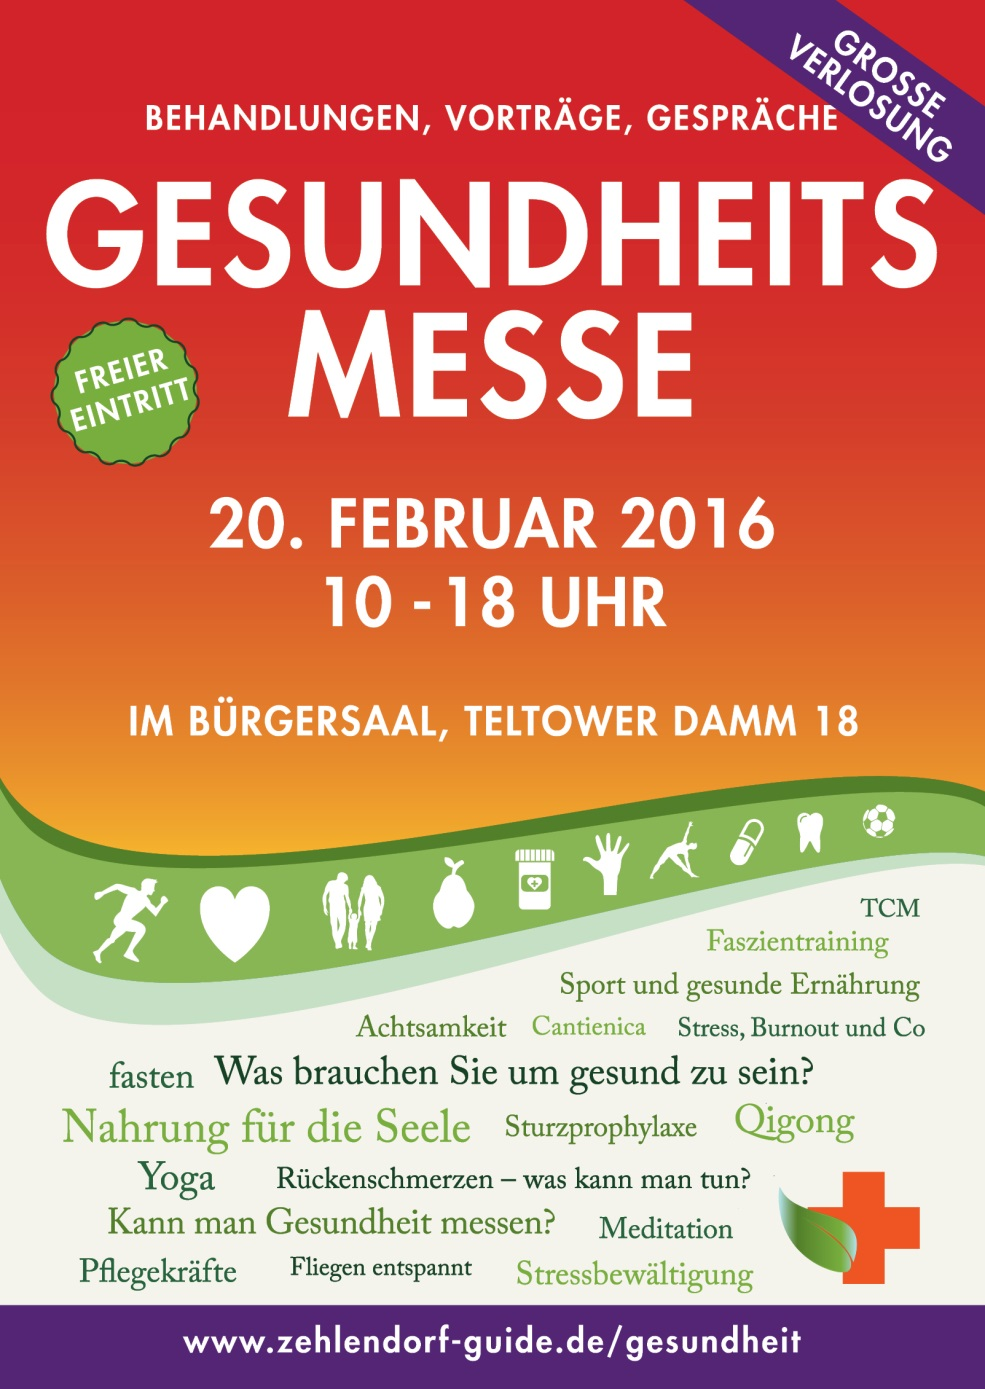 GROSSE
VERLOSUNG
BEHANDLUNGEN, VORTRÄGE, GESPRÄCHE
GESUNDHEITS
MESSE
FREIER
EINTRITT
20. FEBRUAR 2016
10 - 18 UHR
IM BÜRGERSAAL, TELTOWER DAMM 18
TCM
Faszientraining
Sport und gesunde Ernährung
Achtsamkeit Cantienica Stress, Burnout und Co
fasten Was brauchen Sie um gesund zu sein?
Nahrung für die Seele Sturzprophylaxe Qigong
Yoga Rückenschmerzen – was kann man tun?
Kann man Gesundheit messen? Meditation
Pflegekräfte Fliegen entspannt Stressbewältigung
www.zehlendorf-guide.de/gesundheit